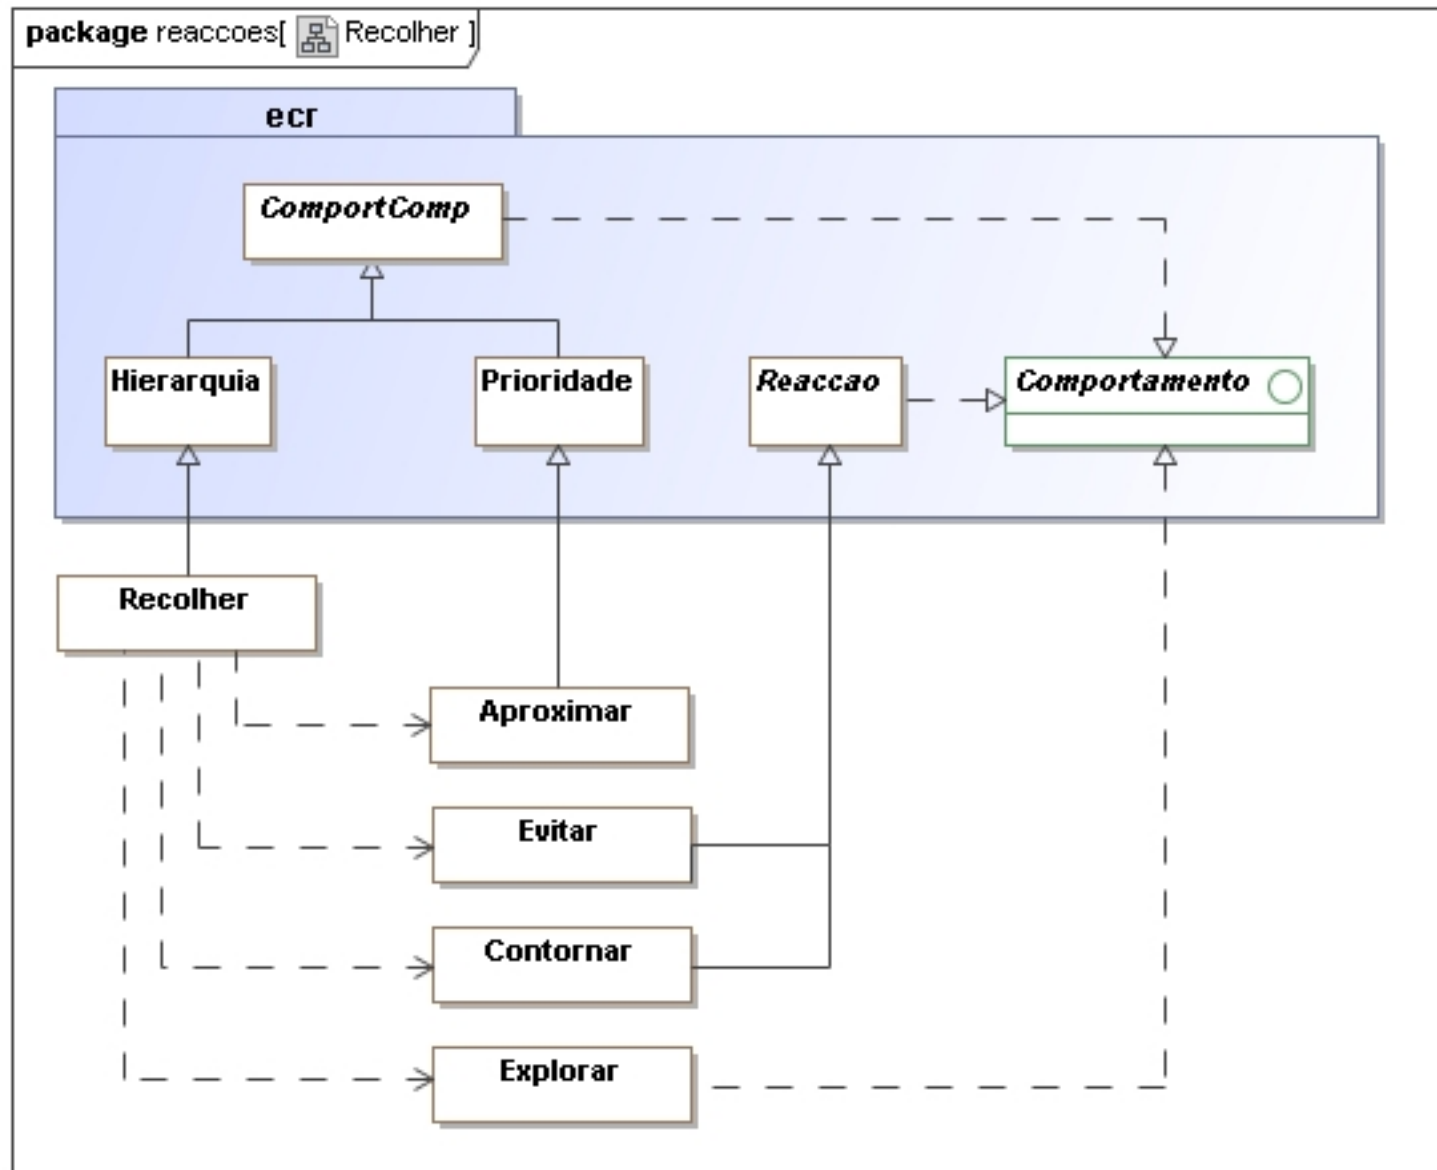 package reaccoes[ Recolher ]
ecr
ComportComp
Hierarquia
Prioridade
Reaccao
Comportamento
Recolher
Aproximar
Evitar
Contornar
Explorar